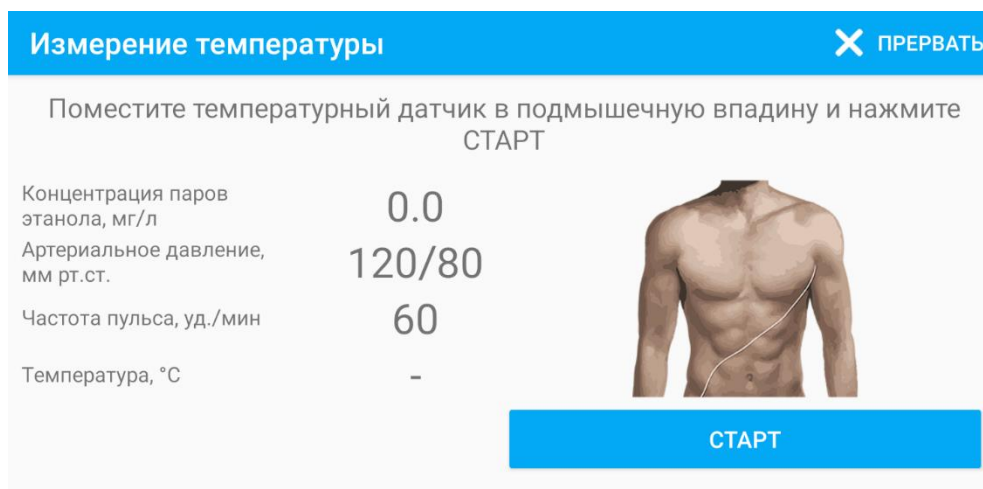 Измерение температуры
ПРЕРВАТЬ
Поместите температурный датчик в подмышечную впадину и нажмите
СТАРТ
Концентрация паров
этанола, мг/л
0.0
Артериальное давление,
мм рт.ст.
120/80
Частота пульса, уд./мин
60
Температура, °C
-
СТАРТ